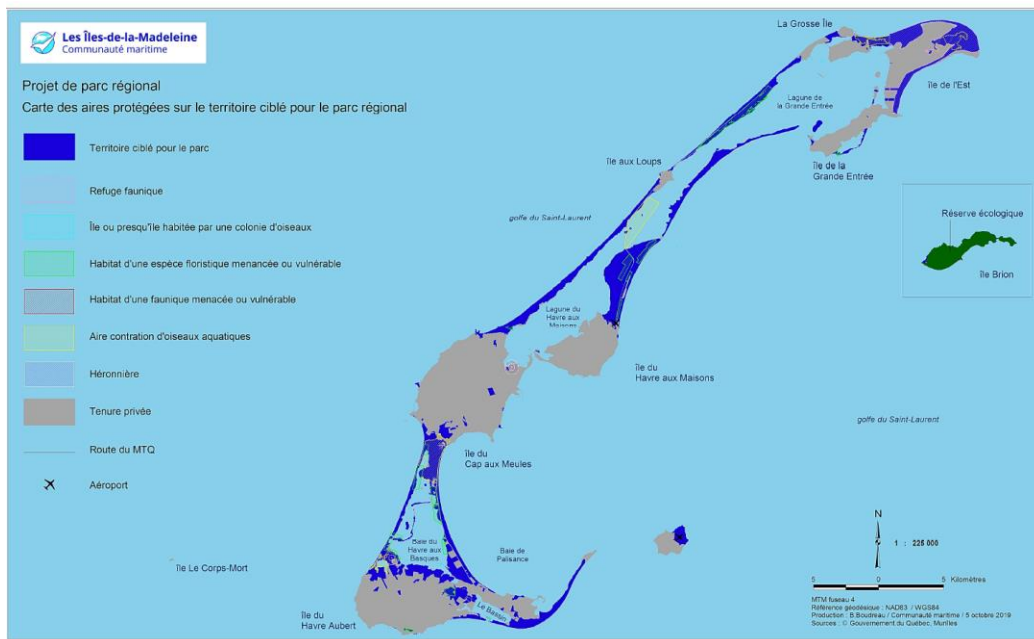 Les Îles-de-la-Madeleine
Communauté maritime
Projet de parc régional
Carte des aires protégées sur le territoire ciblé pour le parc régional
Territoire ciblé pour le parc
Refuge faunique
Île ou presqu'île habitée par une colonie d'oiseaux
Habitat d'une espèce floristique menancée ou vulnérable
Habitat d'une faunique menacée ou vulnérable
Aire contration d'oiseaux aquatiques
Héronnière
Tenure privée
Route du MTQ
Aéroport
La Grosse Île
île de l'Est
Lagune de
la Grande Entrée
île de la
Grande Entrée
île aux Loups
golfe du Saint-Laurent
Réserve écologique
île Brion
Lagune du
Havre aux
Maisons
île du
Havre aux Maisons
golfe du Saint-Laurent
île du
Cap aux Meules
Baie du
Havre aux
Basques
Baie de
Plaisance
île Le Corps-Mort
île du
Havre Aubert
Le Bassin
N
1 : 225 000
5 0 5 Kilomètres
MTM fuseau 4
Référence géodésique : NAD83 / WGS84
Production : B.Boudreau / Communauté maritime / 5 octobre 2019
Sources : © Gouvernement du Québec, Muniles